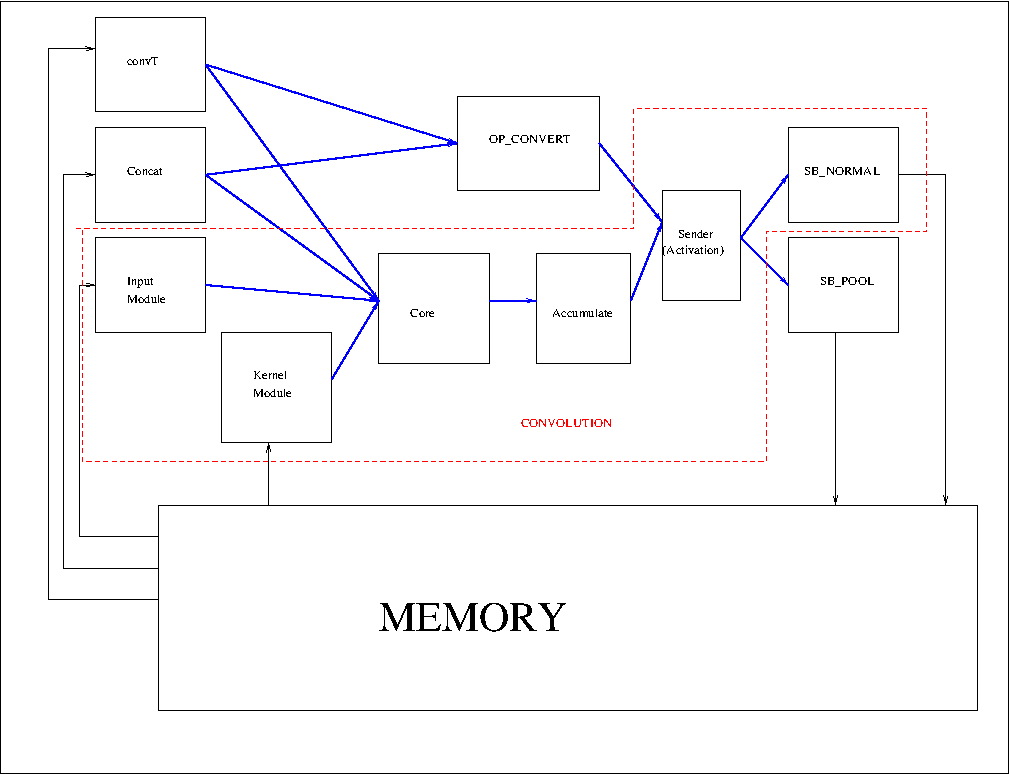 convT
OP_CONVERT
Concat
SB_NORMAL
Sender
(Activation)
Input
Module
SB_POOL
Core
Accumulate
Kernel
Module
CONVOLUTION
MEMORY